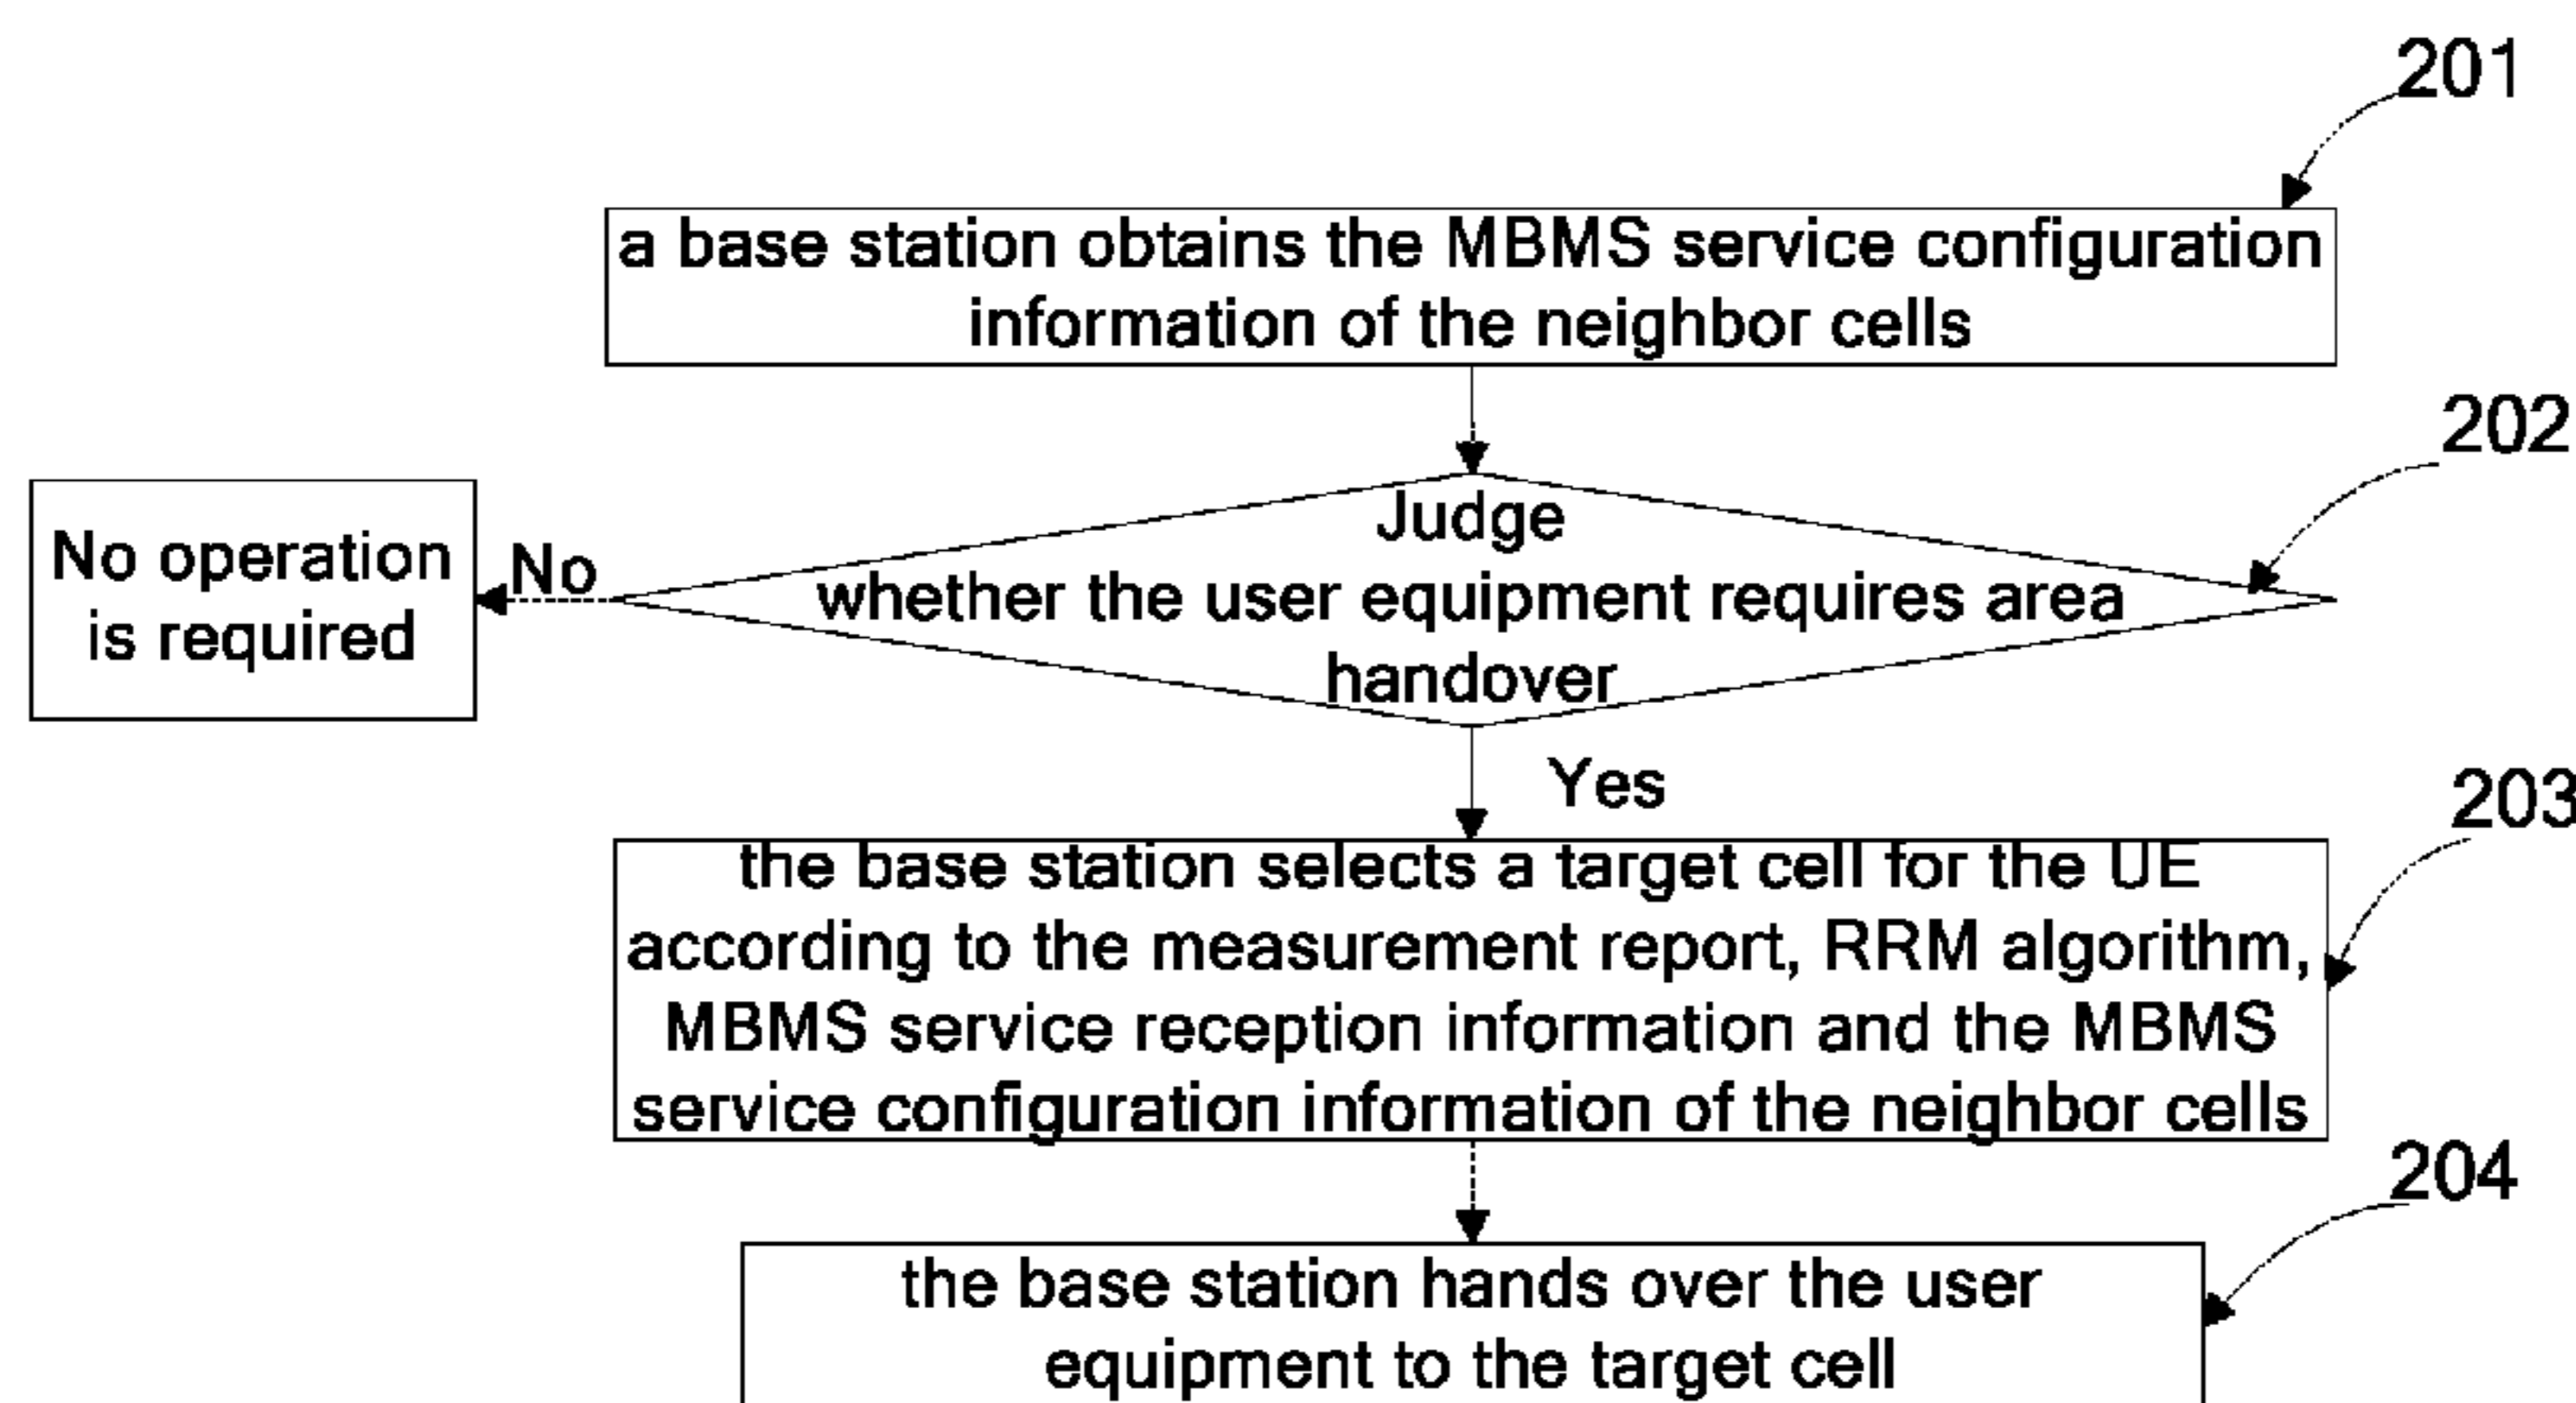 201
a base station obtains the MBMS service configuration
information of the neighbor cells
202
Judge
whether the user equipment requires area
handover
No
No operation
is required
Yes
203
the base station selects a target cell for the UE
according to the measurement report, RRM algorithm,
MBMS service reception information and the MBMS
service configuration information of the neighbor cells
204
the base station hands over the user
equipment to the target cell